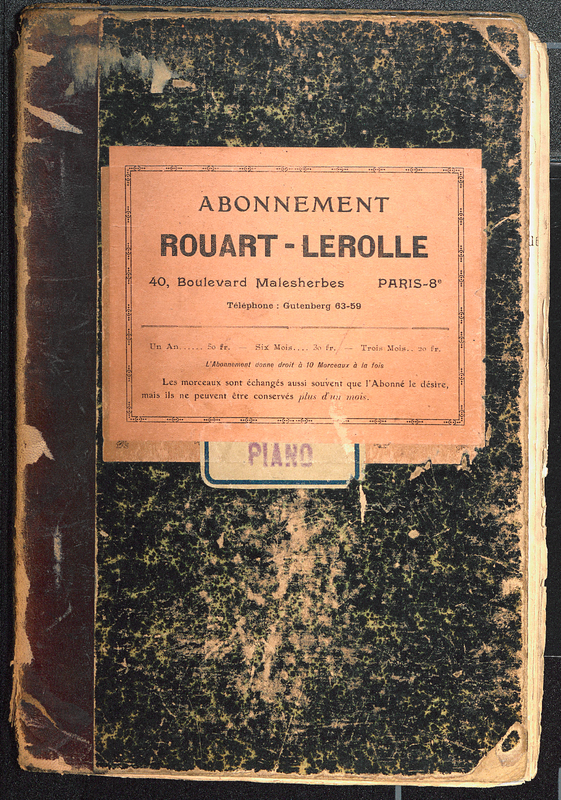 ABONNEMENT
ROUART-LEROLLE
40, Boulevard Malesherbes PARIS-8e
Téléphone : Gutenberg 63-59
Un An...... 50 fr. — Six Mois.... 30 fr. — Trois Mois.. 20 fr.
L'Abonnement donne droit à 10 Morceaux à la fois
Les morceaux sont échangés aussi souvent que l'Abonné le désire,
mais ils ne peuvent être conservés plus d'un mois.
PIANO